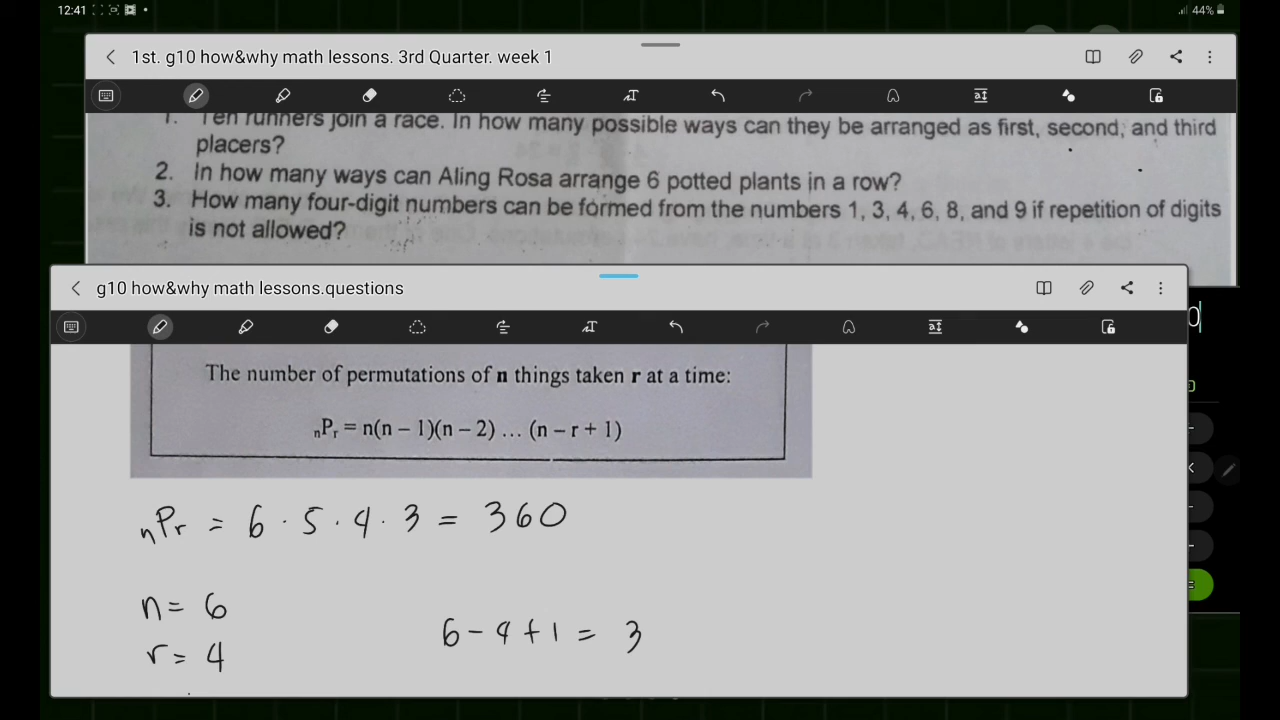 12:41
44%
1st. g10 how&why math lessons. 3rd Quarter. week 1
1. Ten runners join a race. In how many possible ways can they be arranged as first, second, and third
placers?
2. In how many ways can Aling Rosa arrange 6 potted plants in a row?
3. How many four-digit numbers can be formed from the numbers 1, 3, 4, 6, 8, and 9 if repetition of digits
is not allowed?
g10 how&why math lessons.questions
The number of permutations of n things taken r at a time:
nPr = n(n – 1)(n – 2) ... (n – r + 1)
nPr = 6 · 5 · 4 · 3 = 360
n = 6
r = 4
6 - 4 + 1 = 3